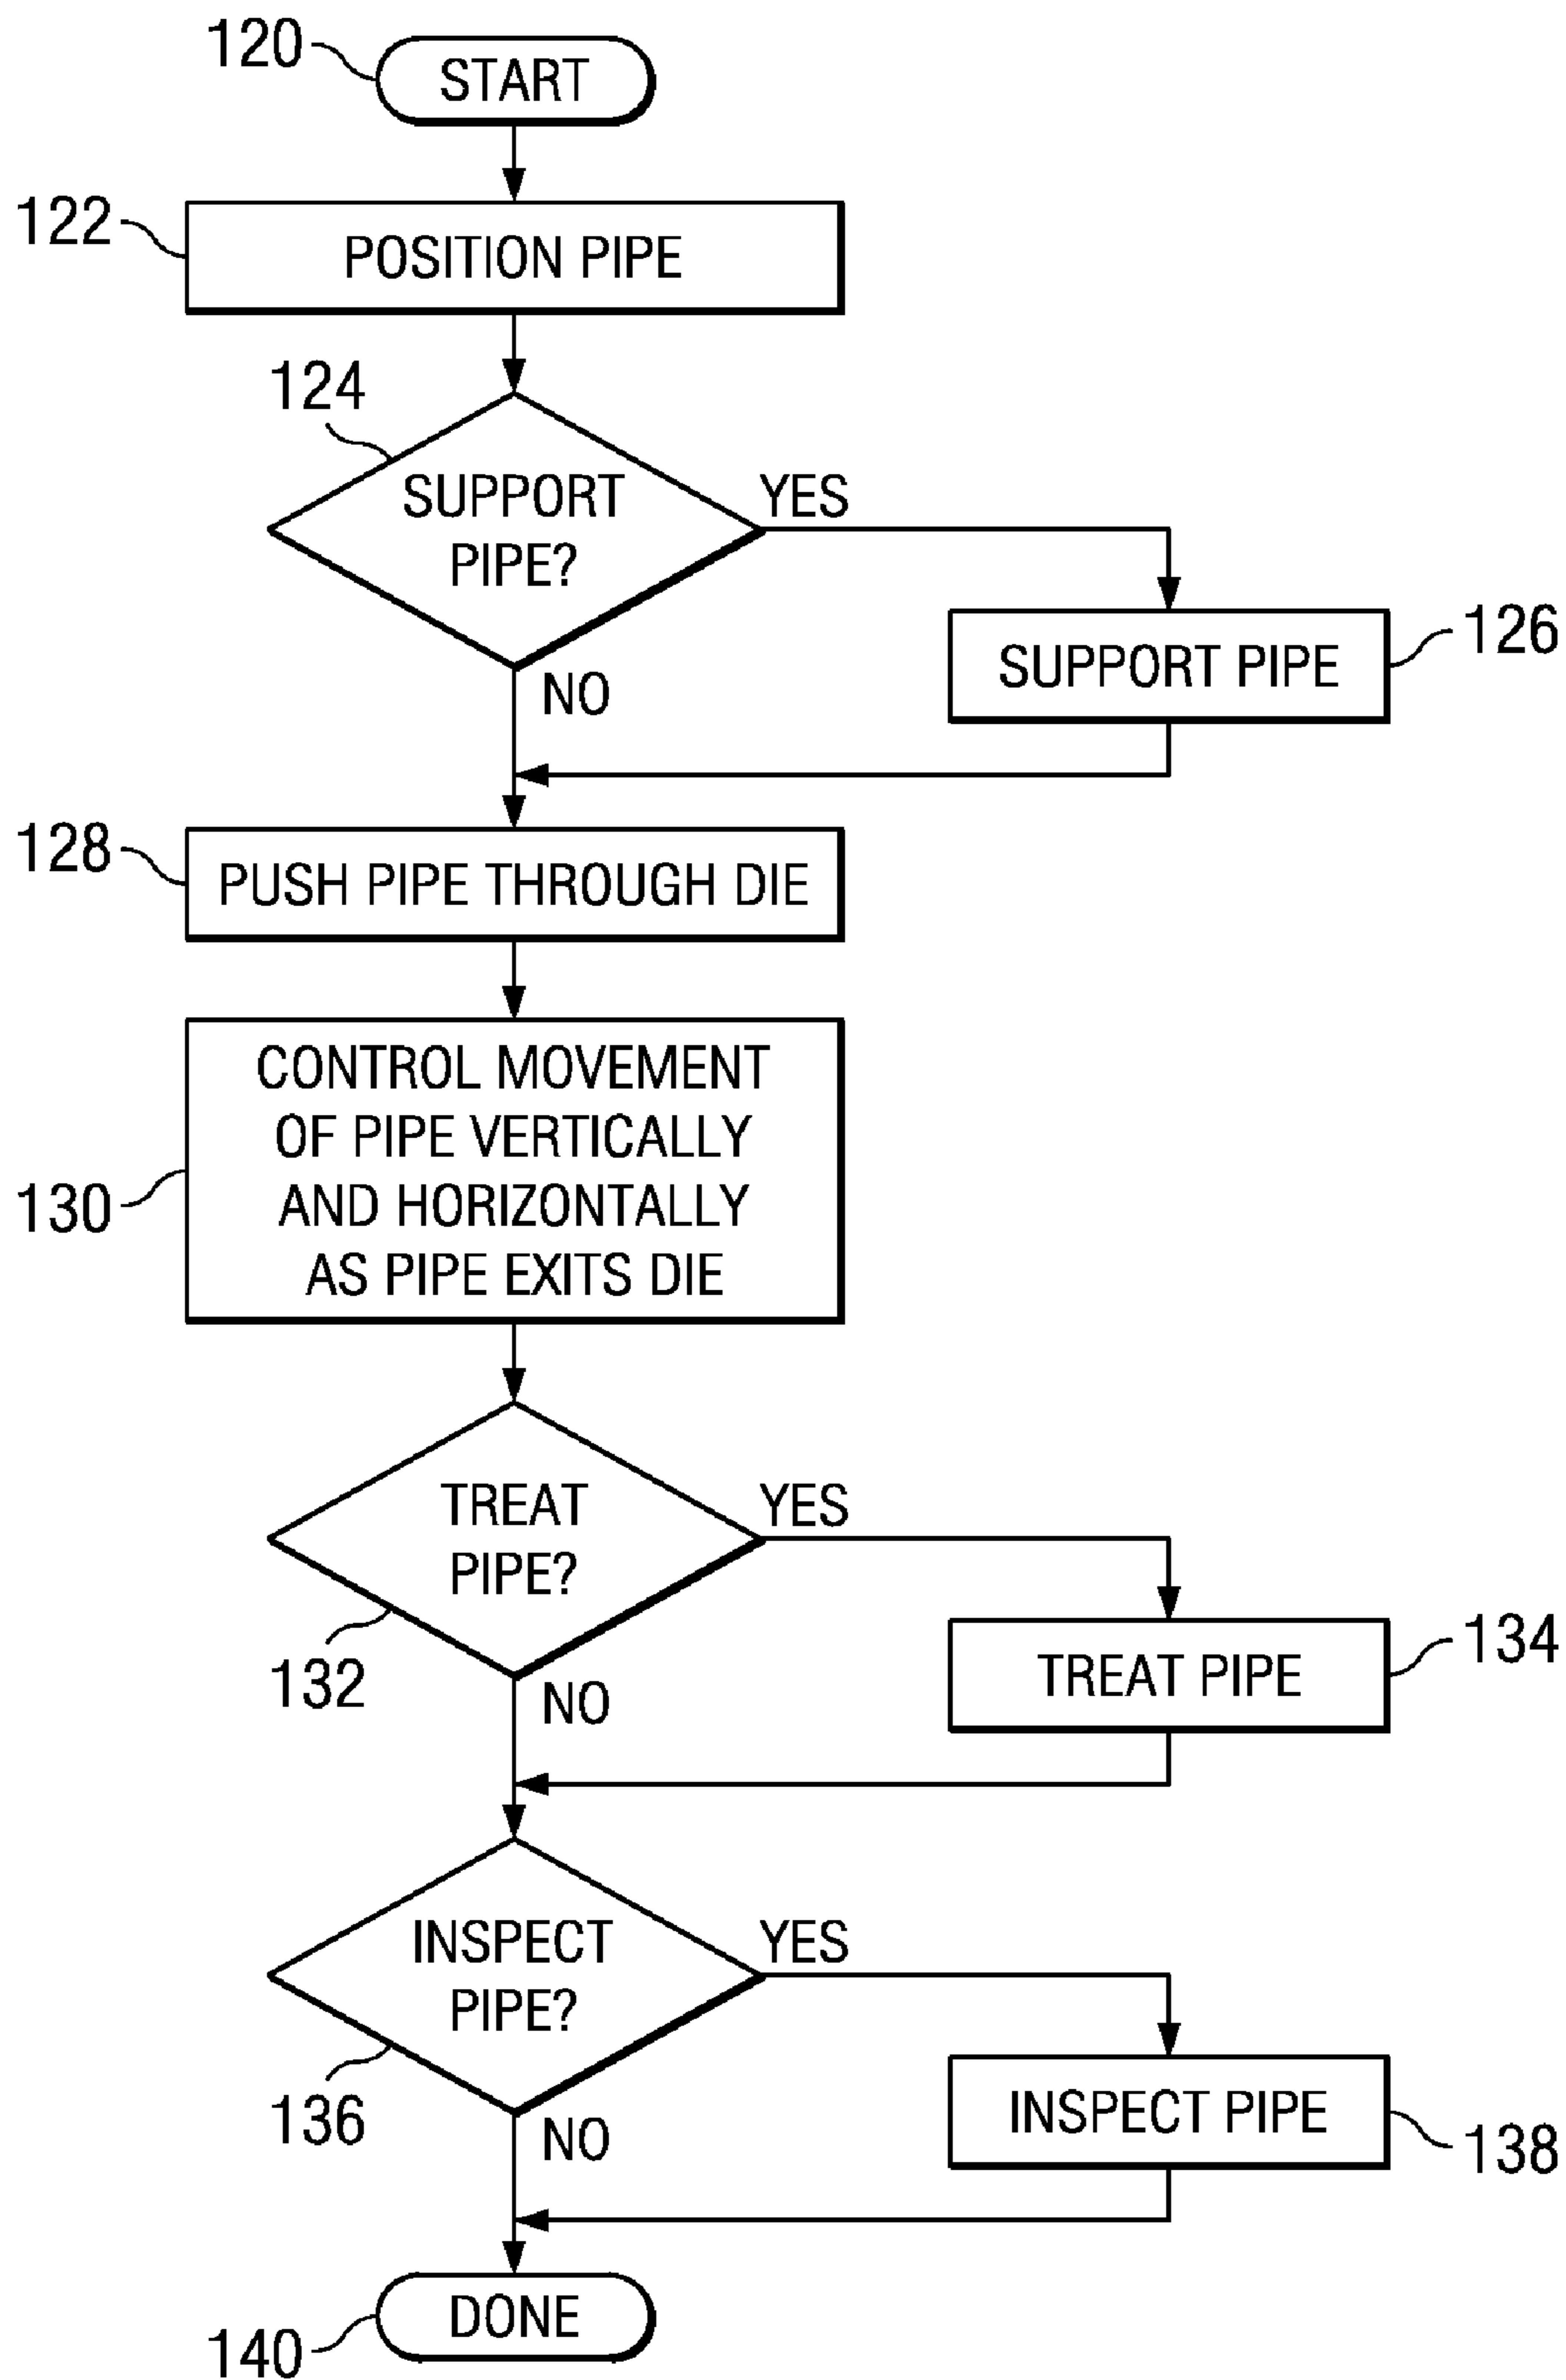 120
START
122
POSITION PIPE
124
SUPPORT
PIPE?
YES
126
SUPPORT PIPE
NO
128
PUSH PIPE THROUGH DIE
130
CONTROL MOVEMENT
OF PIPE VERTICALLY
AND HORIZONTALLY
AS PIPE EXITS DIE
132
TREAT
PIPE?
YES
134
TREAT PIPE
NO
136
INSPECT
PIPE?
YES
138
INSPECT PIPE
NO
140
DONE